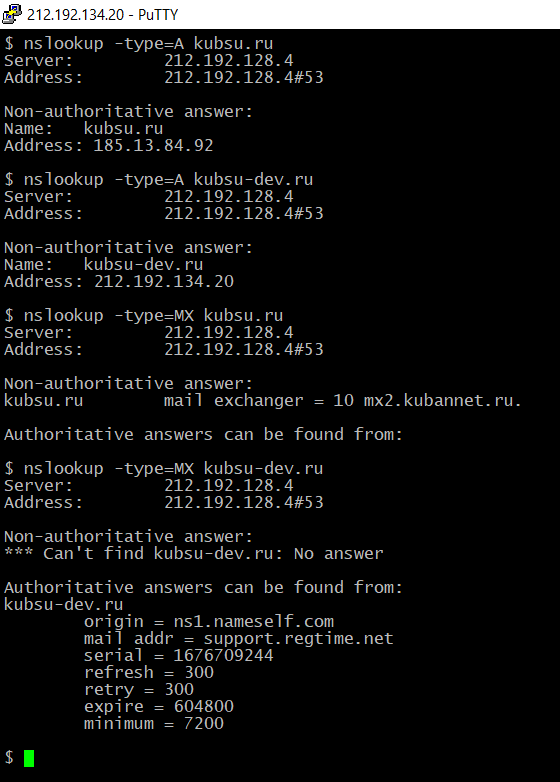 212.192.134.20 - PuTTY
$ nslookup -type=A kubsu.ru
Server:         212.192.128.4
Address:        212.192.128.4#53
Non-authoritative answer:
Name:   kubsu.ru
Address: 185.13.84.92
$ nslookup -type=A kubsu-dev.ru
Server:         212.192.128.4
Address:        212.192.128.4#53
Non-authoritative answer:
Name:   kubsu-dev.ru
Address: 212.192.134.20
$ nslookup -type=MX kubsu.ru
Server:         212.192.128.4
Address:        212.192.128.4#53
Non-authoritative answer:
kubsu.ru        mail exchanger = 10 mx2.kubannet.ru.
Authoritative answers can be found from:
$ nslookup -type=MX kubsu-dev.ru
Server:         212.192.128.4
Address:        212.192.128.4#53
Non-authoritative answer:
*** Can't find kubsu-dev.ru: No answer
Authoritative answers can be found from:
kubsu-dev.ru
        origin = ns1.nameself.com
        mail addr = support.regtime.net
        serial = 1676709244
        refresh = 300
        retry = 300
        expire = 604800
        minimum = 7200
$